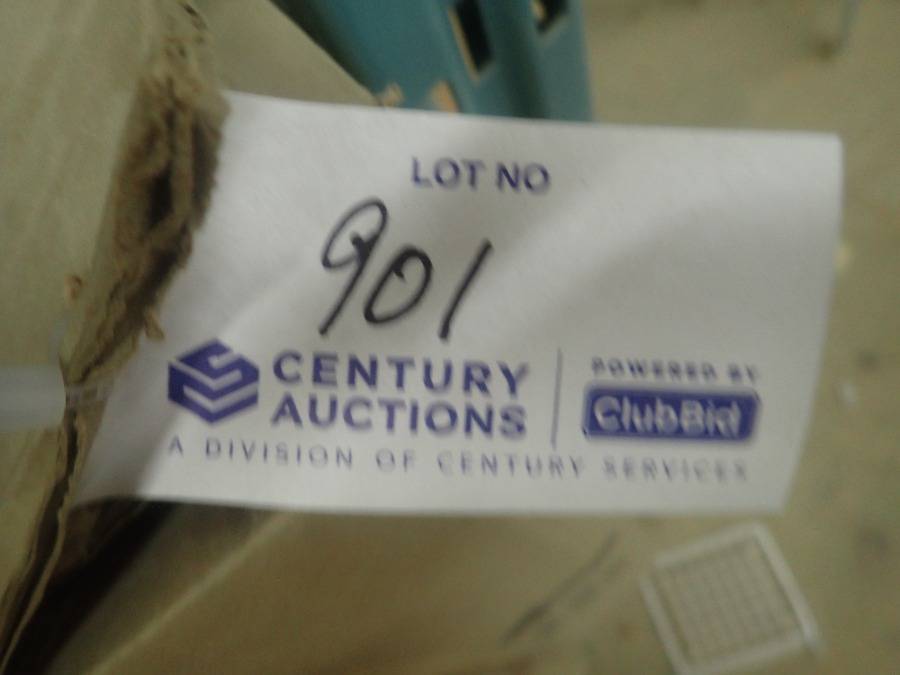 LOT NO
901
CENTURY
AUCTIONS
POWERED BY
ClubBid
A DIVISION OF CENTURY SERVICES